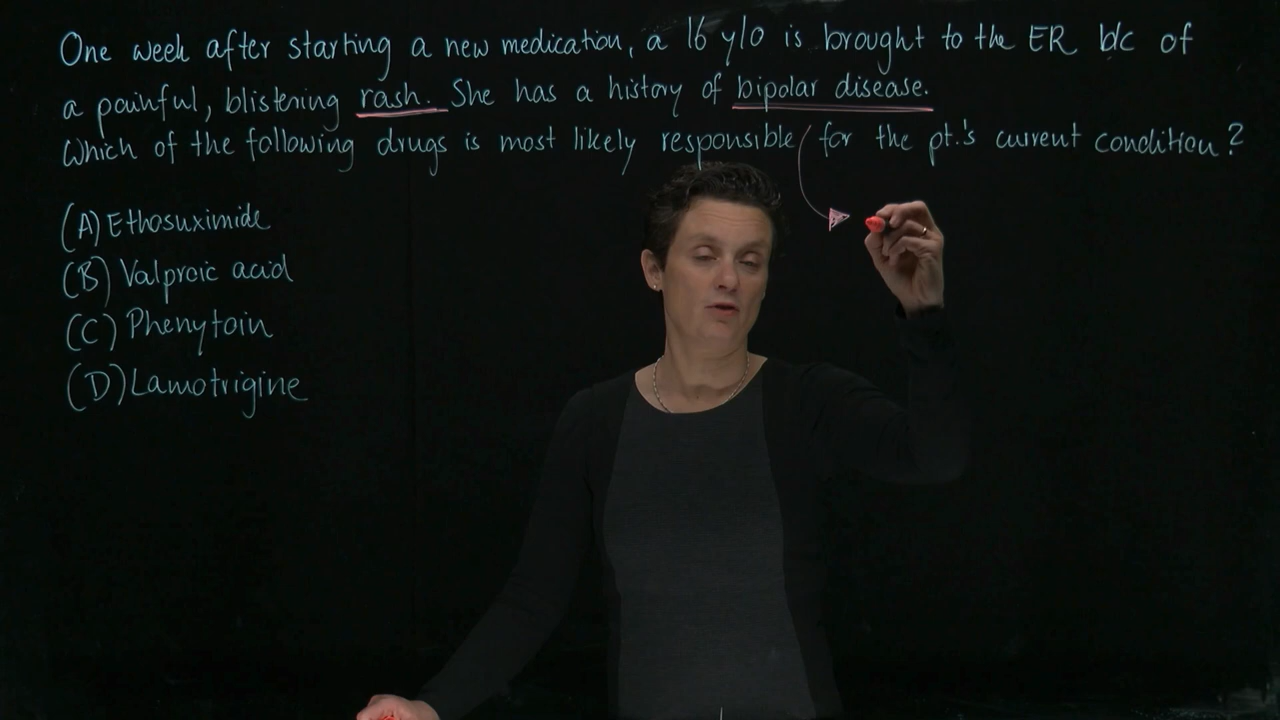 One week after starting a new medication, a 16 y/o is brought to the ER b/c of
a painful, blistering rash. She has a history of bipolar disease.
Which of the following drugs is most likely responsible for the pt.'s current condition?
(A) Ethosuximide
(B) Valproic acid
(C) Phenytoin
(D) Lamotrigine